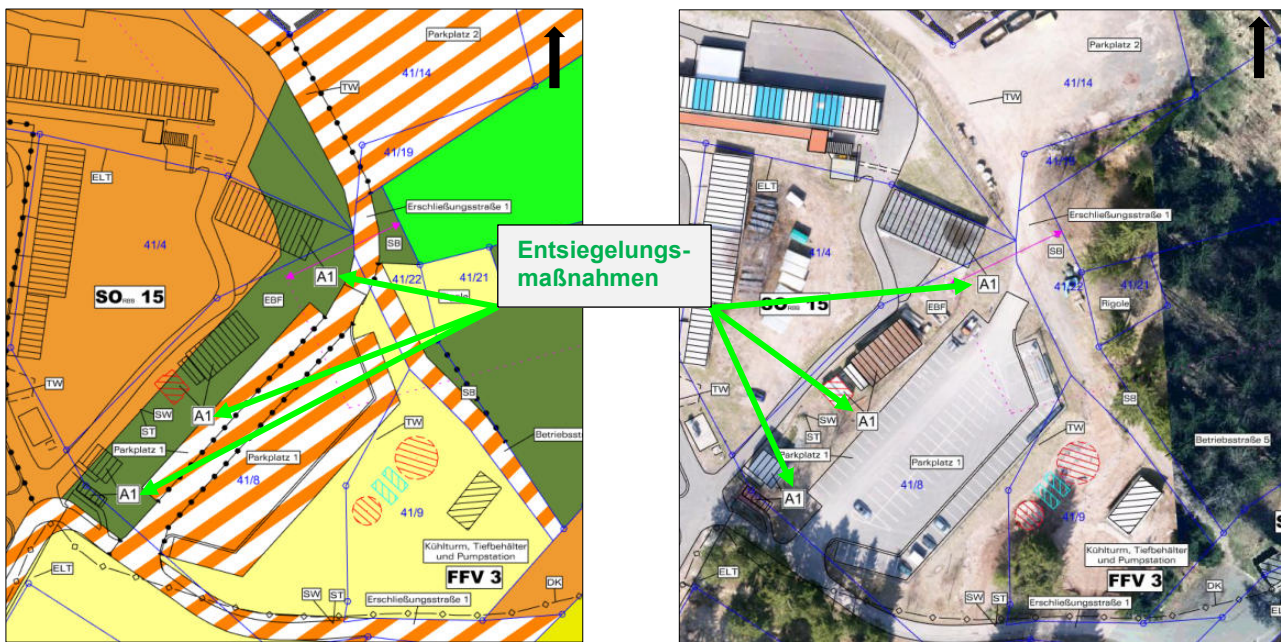 Parkplatz 2
41/14
TW
41/19
ELT
Erschließungsstraße 1
41/4
SB
Entsiegelungs-
maßnahmen
A1
41/22
41/21
SO 15
EBF
TW
SB
A1
SW
ST
TW
Betriebsstr
Parkplatz 1
Parkplatz 1
A1
41/8
41/9
Kühlturm, Tiefbehälter
und Pumpstation
FFV 3
ELT
SW
ST
DK
Erschließungsstraße 1
Parkplatz 2
41/14
TW
ELT
Erschließungsstraße 1
41/4
SB
A1
41/22
41/21
SO 15
EBF
Rigole
TW
SB
A1
SW
ST
TW
Betriebsstraße 5
Parkplatz 1
Parkplatz 1
A1
41/8
41/9
Kühlturm, Tiefbehälter
und Pumpstation
FFV 3
ELT
SW
ST
DK
Erschließungsstraße 1